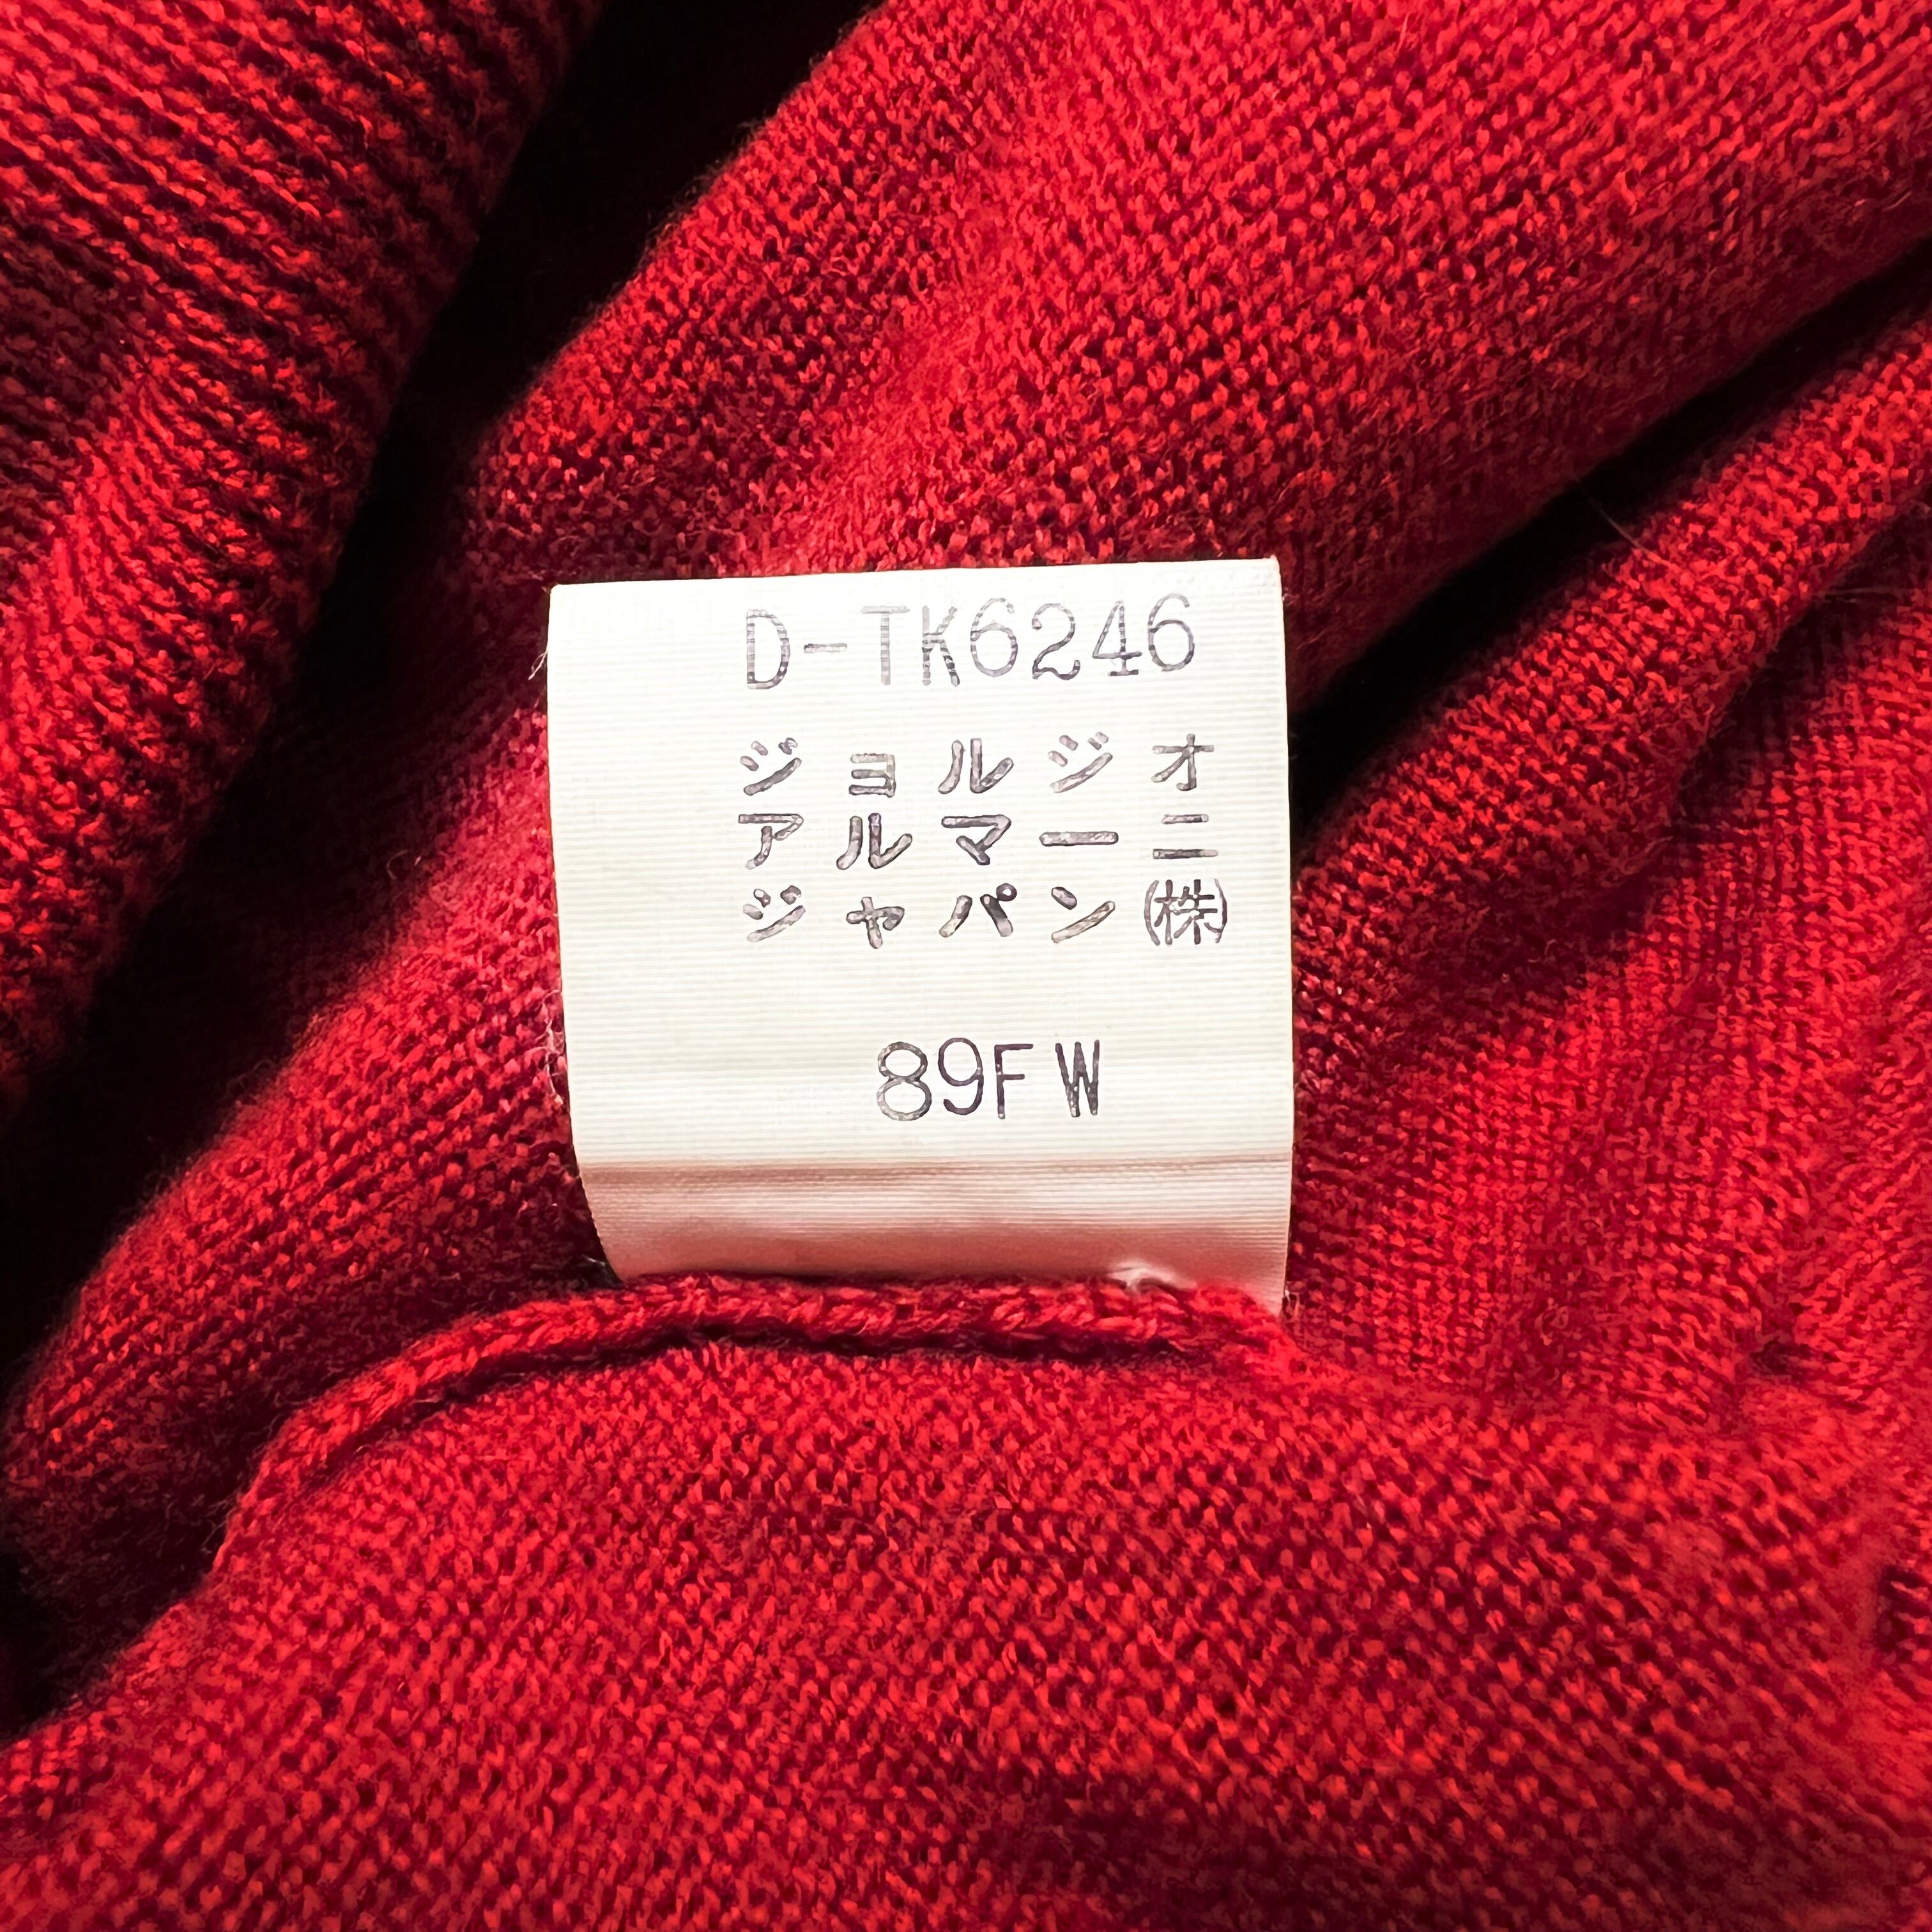 D-TK6246
ジョルジオ
アルマーニ
ジャパン㈱
89FW